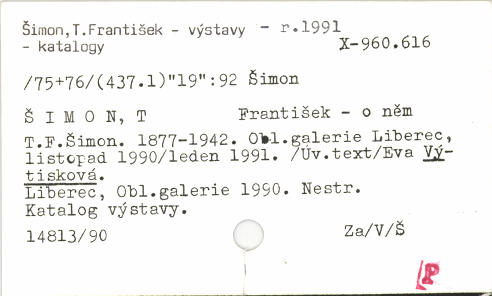 Šimon,T.František - výstavy - r.1991
- katalogy X-960.616
/75+76/(437.1)"19":92 Šimon
Š I M O N, T František - o něm
T.F.Šimon. 1877-1942. Obl.galerie Liberec,
listopad 1990/leden 1991. /Úv.text/Eva Vý-
tisková.
Liberec, Obl.galerie 1990. Nestr.
Katalog výstavy.
14813/90 Za/V/Š
P